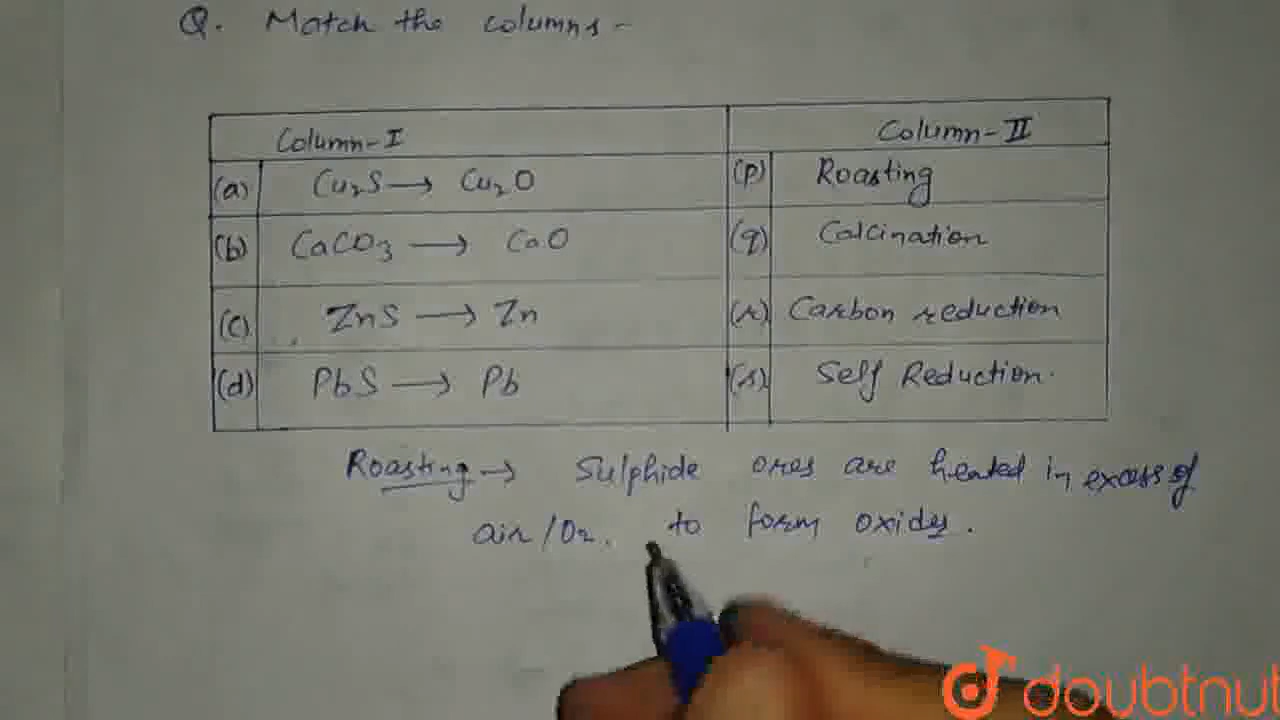 Q. Match the columns -
Column-I Column-II
(a) Cu₂S → Cu₂O (p) Roasting
(b) CaCO₃ → CaO (q) Calcination
(c) ZnS → Zn (r) Carbon reduction
(d) PbS → Pb (s) Self Reduction.
Roasting → Sulphide ores are heated in excess of
air/O₂. to form oxides.
doubtnut